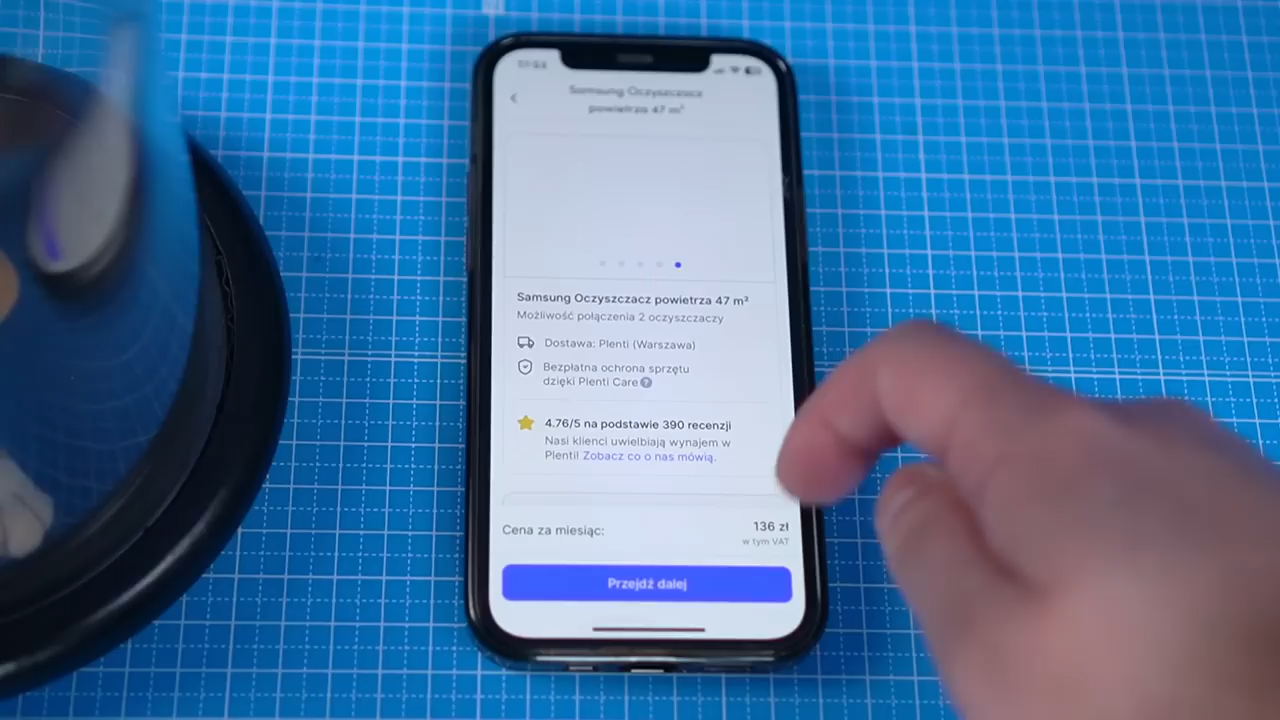 Samsung Oczyszczacz
powietrza 47 m²
Samsung Oczyszczacz powietrza 47 m²
Możliwość połączenia 2 oczyszczaczy
Dostawa: Plenti (Warszawa)
Bezpłatna ochrona sprzętu
dzięki Plenti Care ?
4.76/5 na podstawie 390 recenzji
Nasi klienci uwielbiają wynajem w
Plenti! Zobacz co o nas mówią.
Cena za miesiąc: 136 zł
w tym VAT
Przejdź dalej